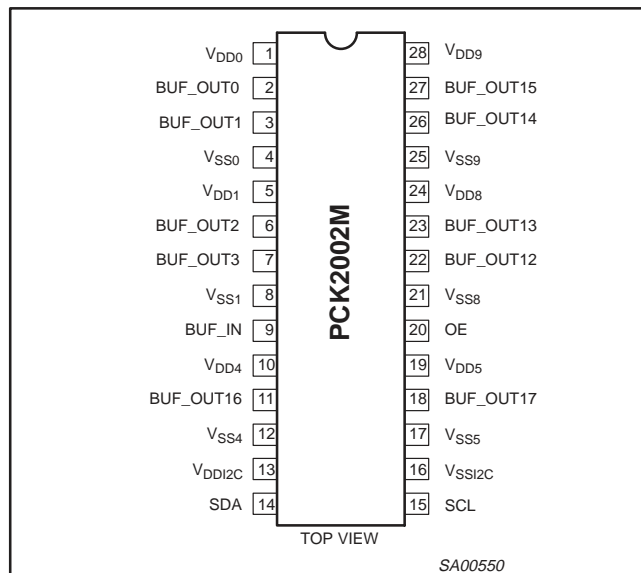 VDD0 1 28 VDD9
BUF_OUT0 2 27 BUF_OUT15
BUF_OUT1 3 26 BUF_OUT14
VSS0 4 25 VSS9
VDD1 5 24 VDD8
BUF_OUT2 6 23 BUF_OUT13
BUF_OUT3 7 22 BUF_OUT12
VSS1 8 21 VSS8
BUF_IN 9 20 OE
VDD4 10 19 VDD5
BUF_OUT16 11 18 BUF_OUT17
VSS4 12 17 VSS5
VDDI2C 13 16 VSSI2C
SDA 14 15 SCL
PCK2002M
TOP VIEW
SA00550